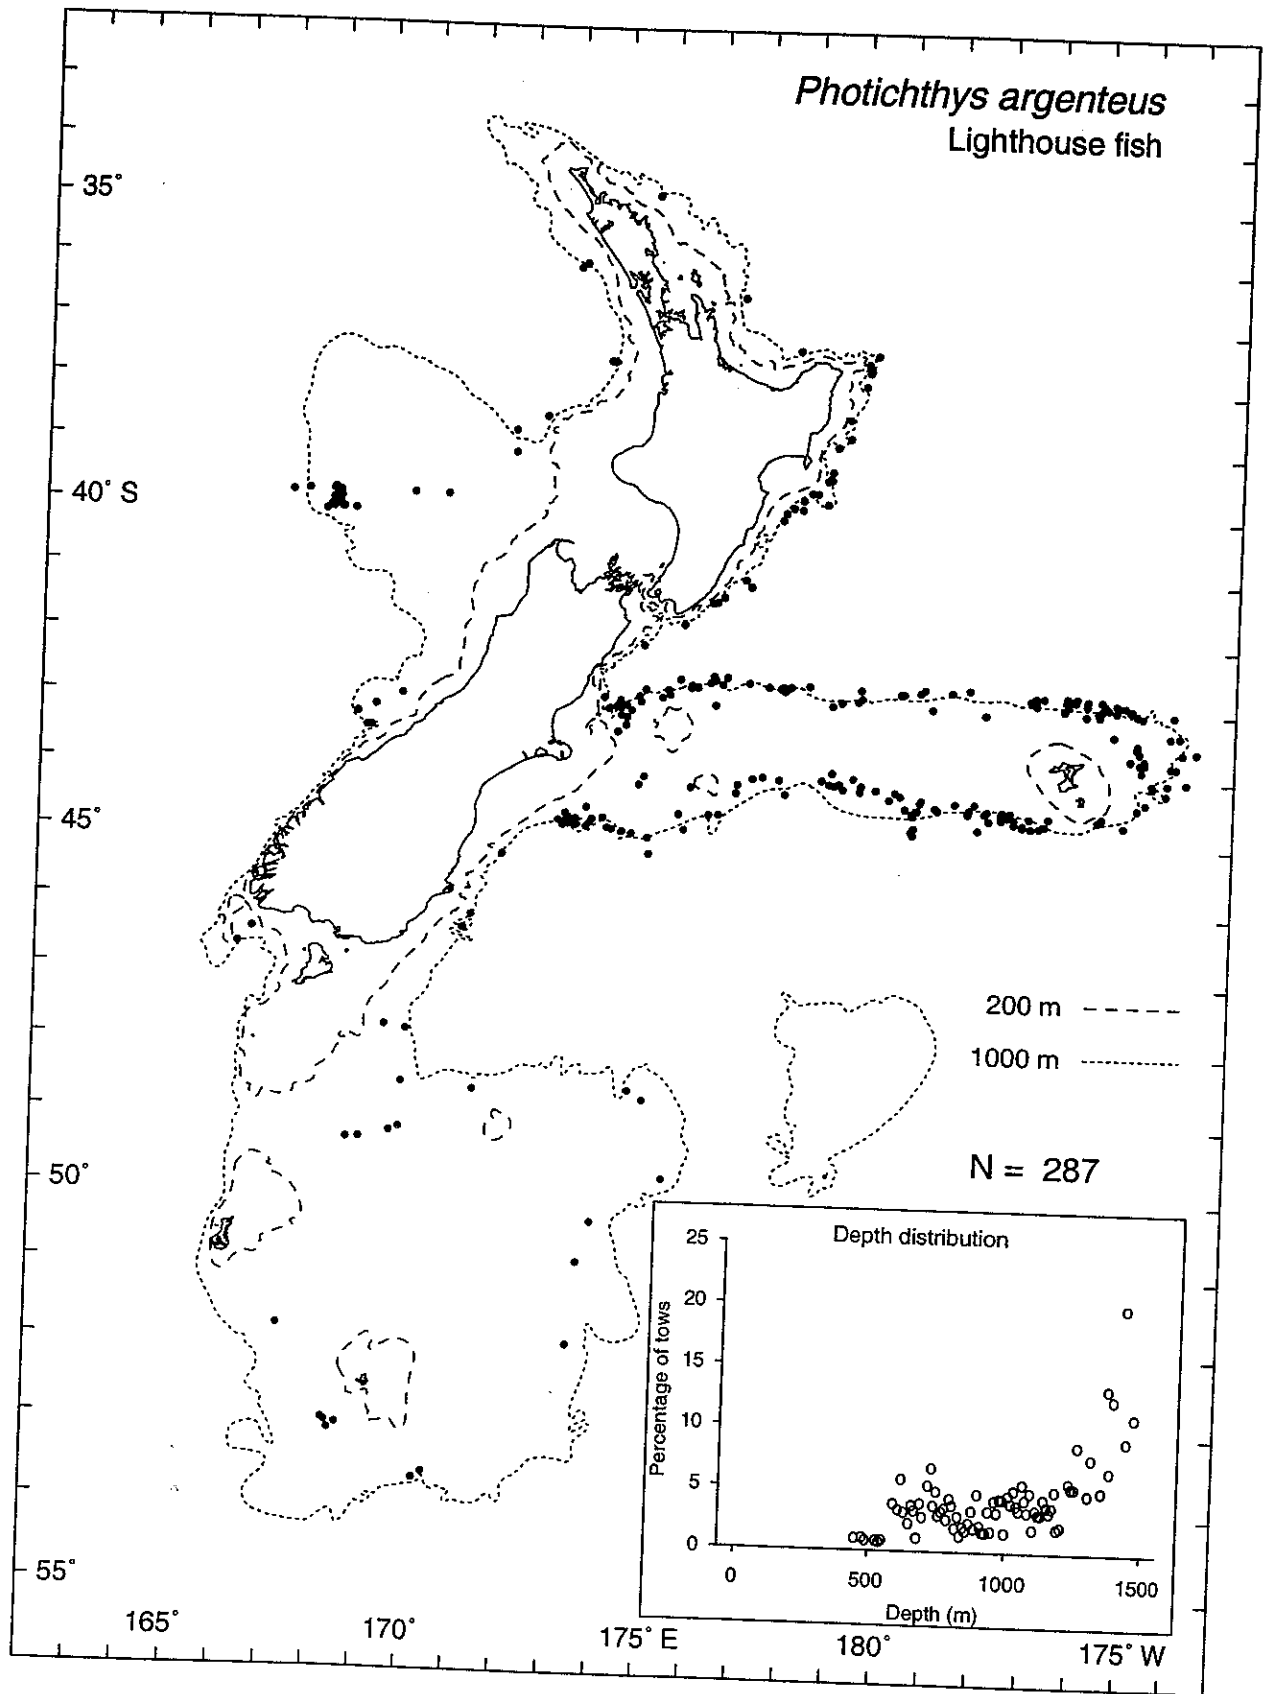 Photichthys argenteus
Lighthouse fish
35°
40° S
45°
50°
55°
200 m
1000 m
N = 287
Depth distribution
25
20
15
10
5
0
Percentage of tows
0 500 1000 1500
Depth (m)
165° 170° 175° E 180° 175° W